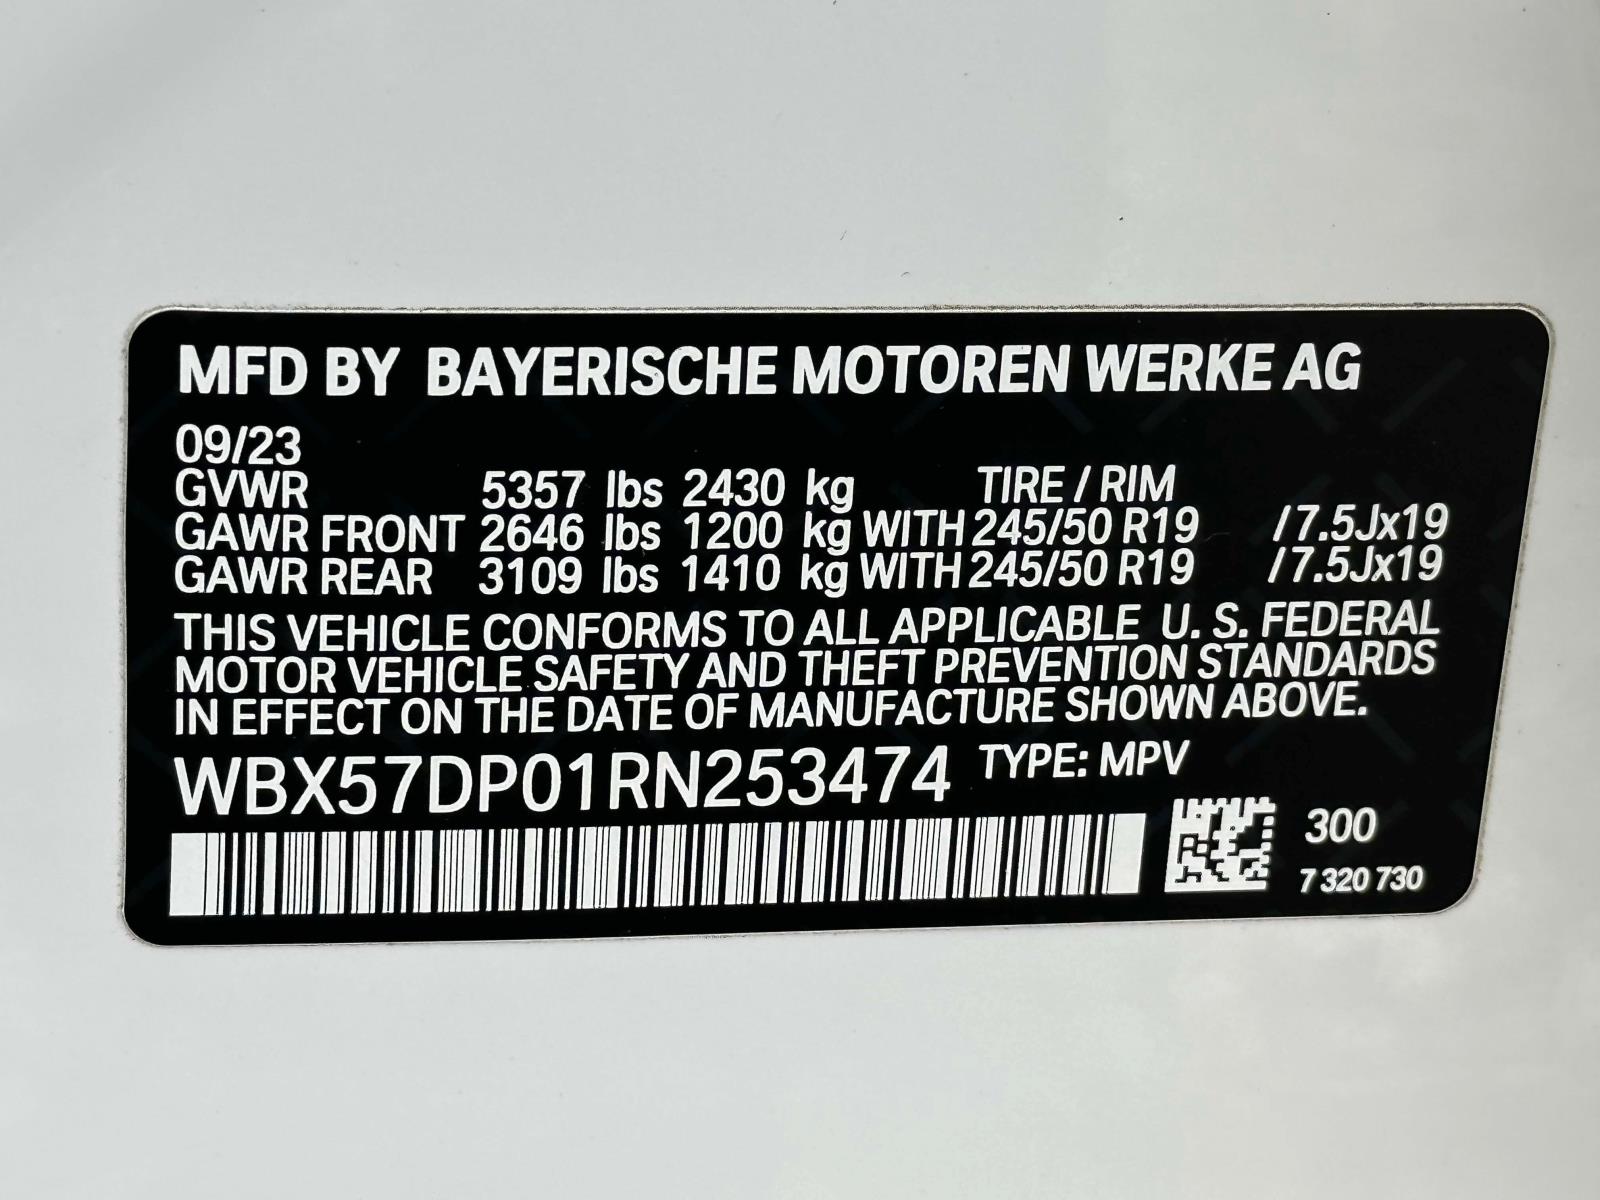 MFD BY BAYERISCHE MOTOREN WERKE AG
09/23
GVWR 5357 lbs 2430 kg TIRE / RIM
GAWR FRONT 2646 lbs 1200 kg WITH 245/50 R19 /7.5Jx19
GAWR REAR 3109 lbs 1410 kg WITH 245/50 R19 /7.5Jx19
THIS VEHICLE CONFORMS TO ALL APPLICABLE U. S. FEDERAL
MOTOR VEHICLE SAFETY AND THEFT PREVENTION STANDARDS
IN EFFECT ON THE DATE OF MANUFACTURE SHOWN ABOVE.
WBX57DP01RN253474 TYPE: MPV
300
7 320 730